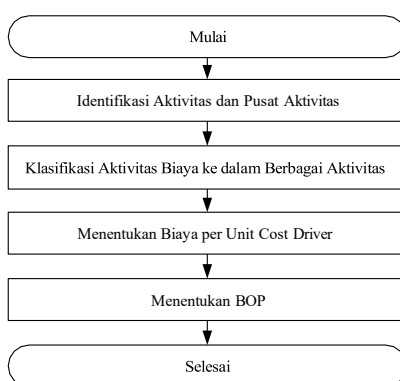 Mulai
Identifikasi Aktivitas dan Pusat Aktivitas
Klasifikasi Aktivitas Biaya ke dalam Berbagai Aktivitas
Menentukan Biaya per Unit Cost Driver
Menentukan BOP
Selesai